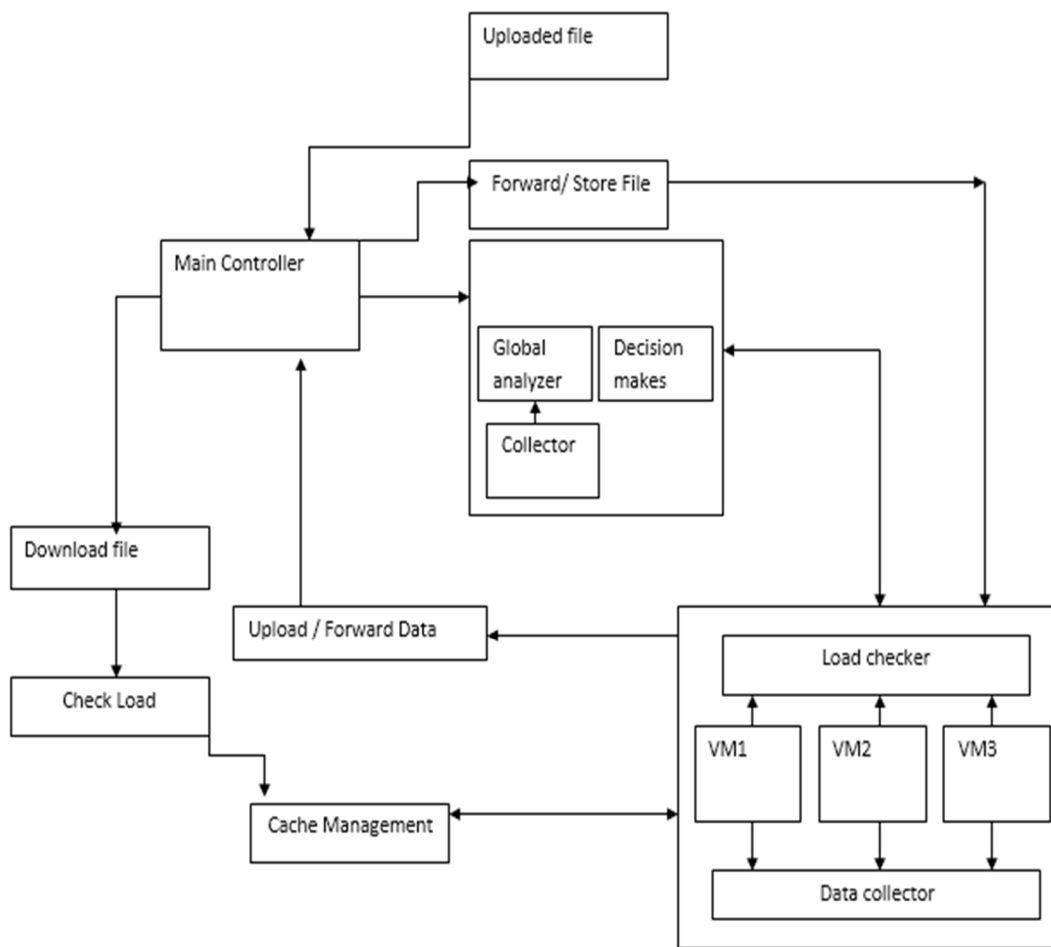 Uploaded file
Forward/ Store File
Main Controller
Global
analyzer
Decision
makes
Collector
Download file
Upload / Forward Data
Load checker
Check Load
VM1
VM2
VM3
Cache Management
Data collector